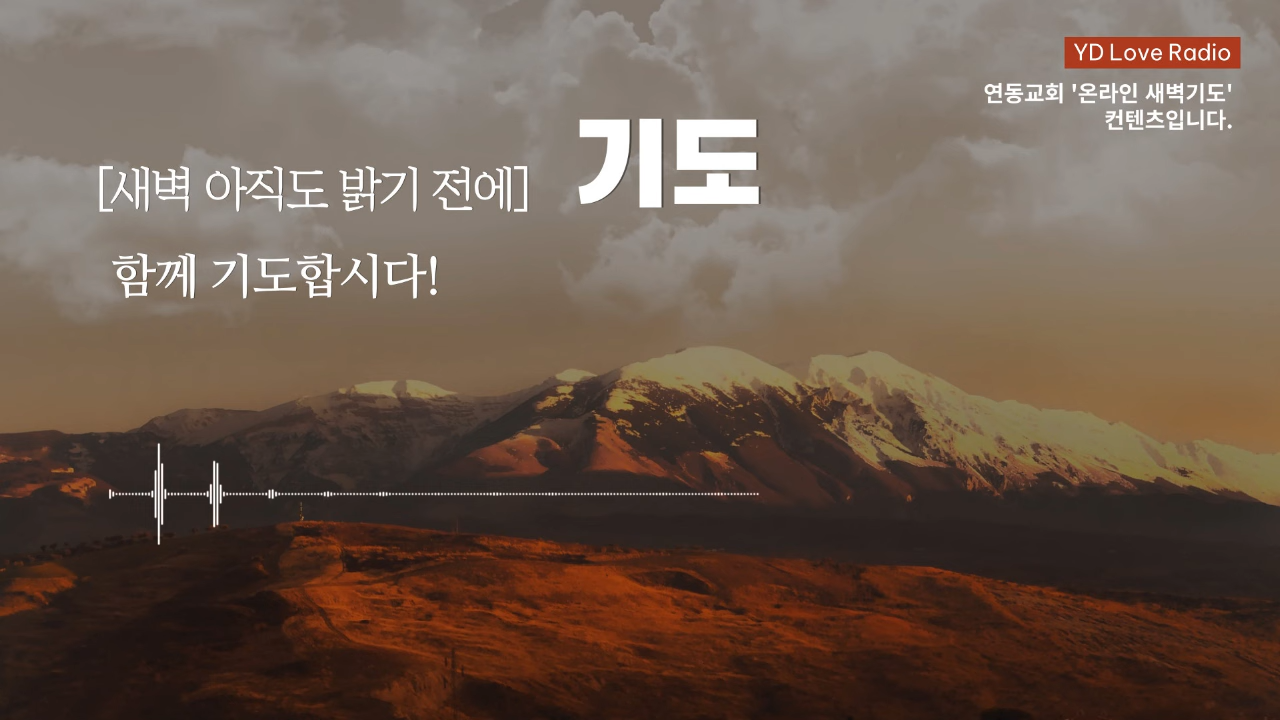 YD Love Radio
연동교회 '온라인 새벽기도'
컨텐츠입니다.
[새벽 아직도 밝기 전에] 기도
함께 기도합시다!